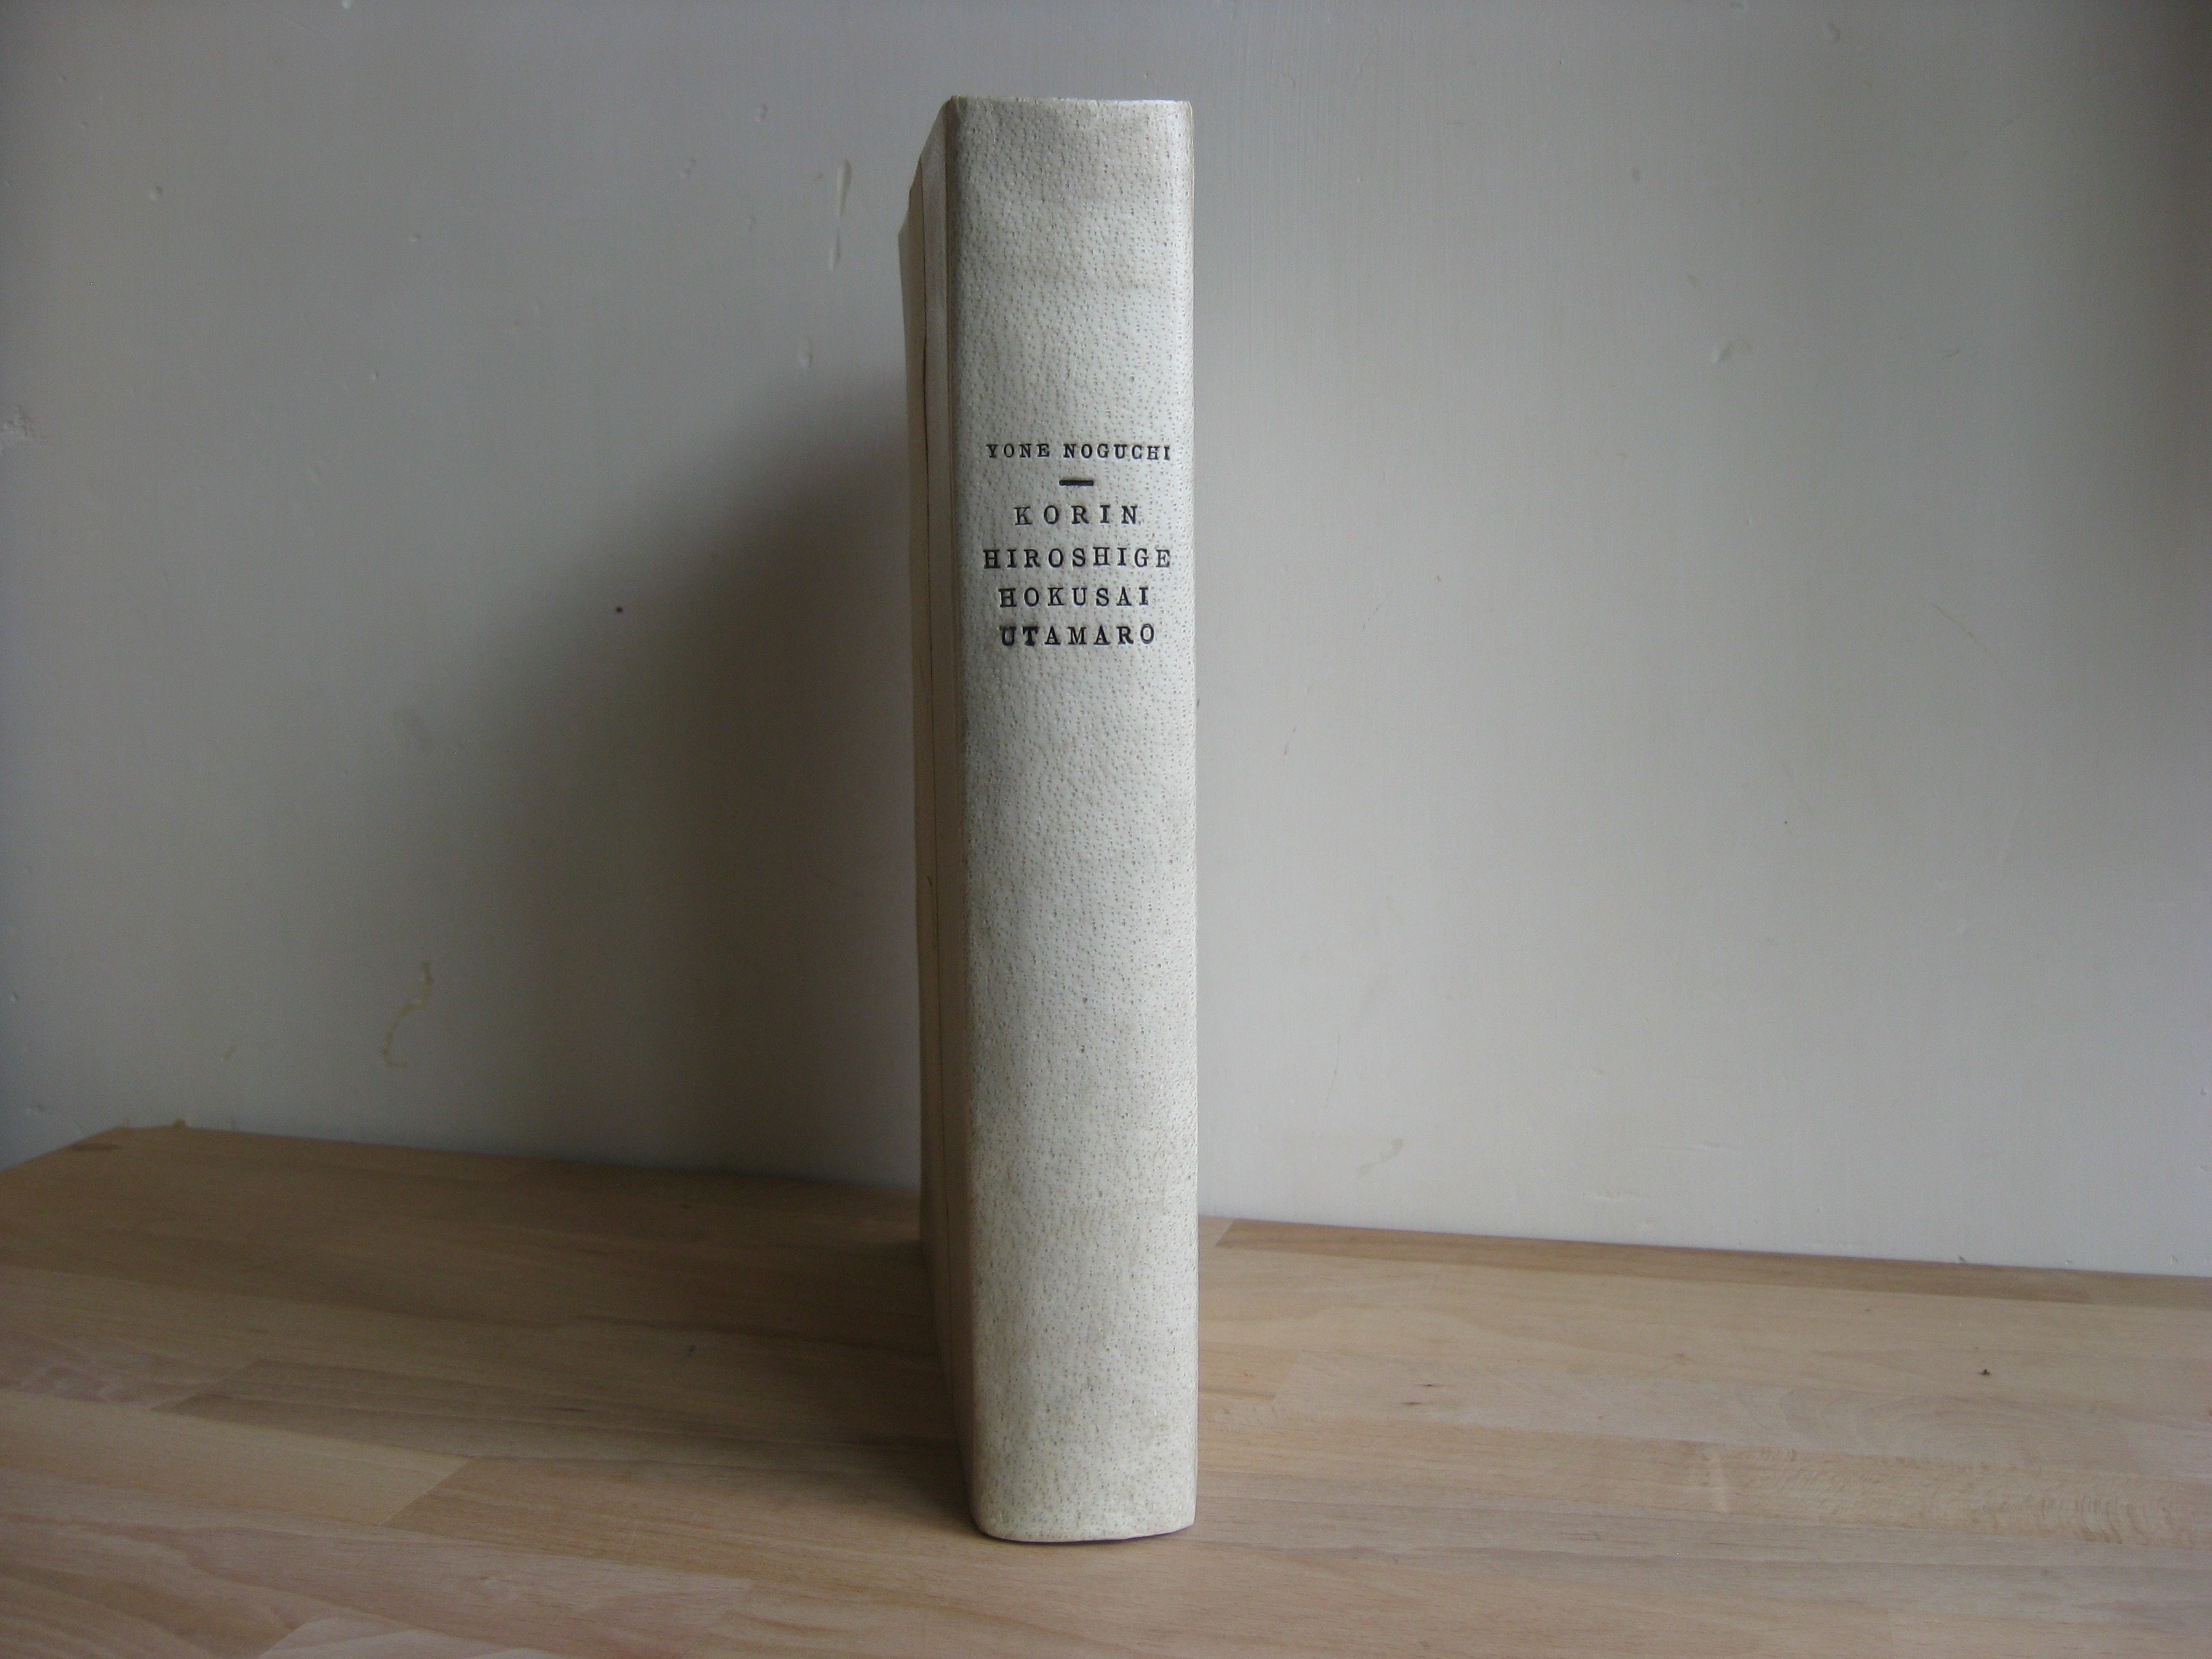 YONE NOGUCHI
KORIN
HIROSHIGE
HOKUSAI
UTAMARO